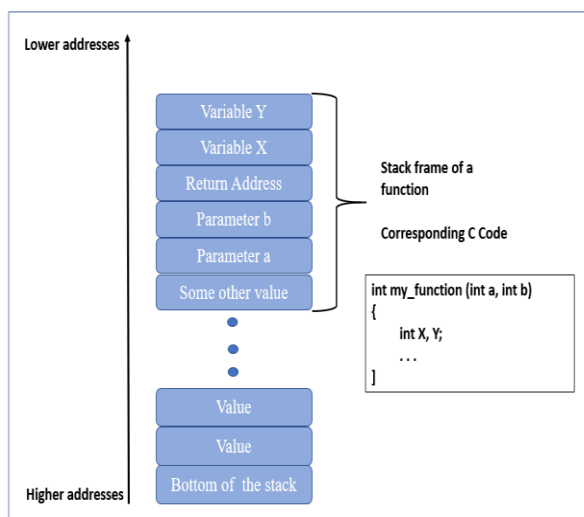 Lower addresses
Variable Y
Variable X
Return Address
Parameter b
Parameter a
Some other value
Value
Value
Bottom of the stack
Higher addresses
Stack frame of a
function
Corresponding C Code
int my_function (int a, int b)
{
int X, Y;
. . .
]